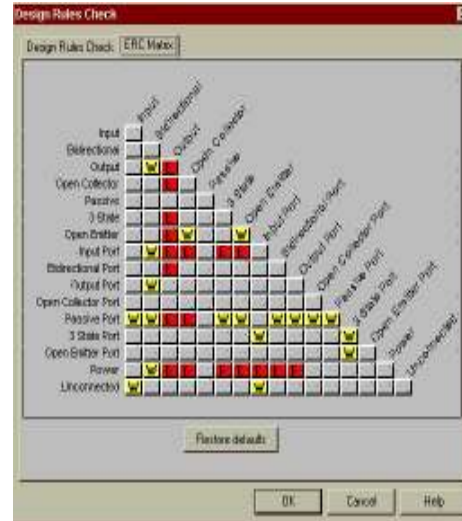 Design Rules Check
Design Rules Check ERC Matrix
Input
Bidirectional
Output
Open Collector
Passive
3 State
Open Emitter
Input Port
Bidirectional Port
Output Port
Open Collector Port
Passive Port
3 State Port
Open Emitter Port
Power
Unconnected
Input
Bidirectional
Output
Open Collector
Passive
3 State
Open Emitter
Input Port
Bidirectional Port
Output Port
Open Collector Port
Passive Port
3 State Port
Open Emitter Port
Power
Unconnected
Restore defaults
OK Cancel Help